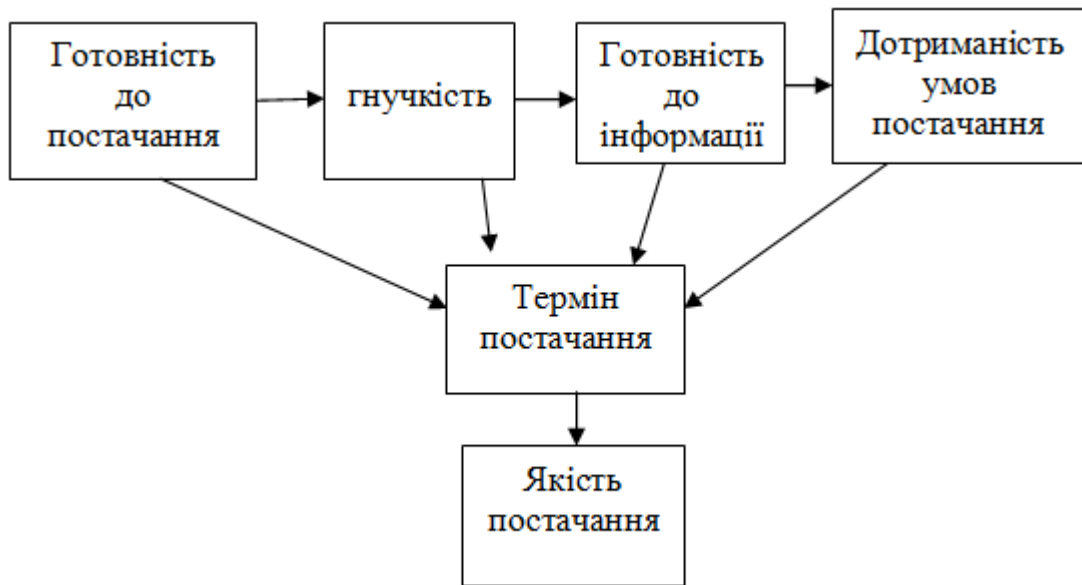 Готовність
до
постачання
гнучкість
Готовність
до
інформації
Дотриманість
умов
постачання
Термін
постачання
Якість
постачання